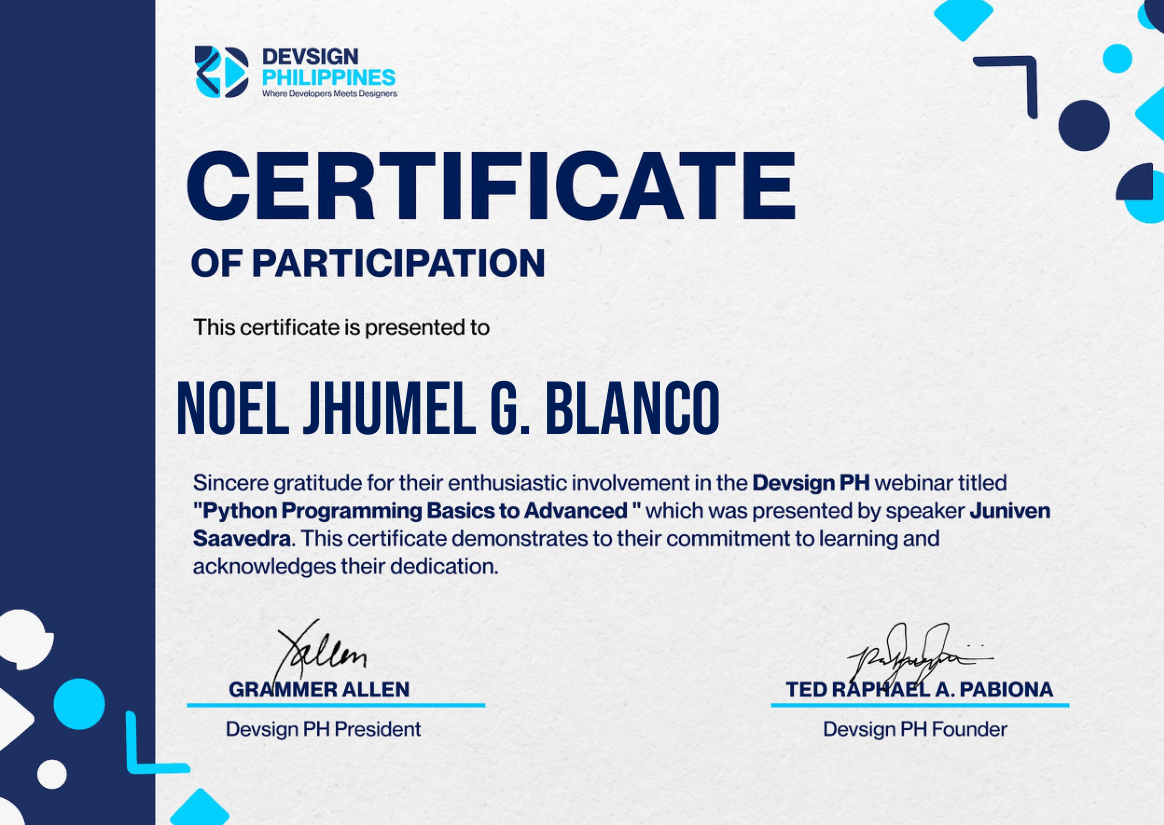 DEVSIGN
PHILIPPINES
Where Developers Meets Designers
CERTIFICATE
OF PARTICIPATION
This certificate is presented to
NOEL JHUMEL G. BLANCO
Sincere gratitude for their enthusiastic involvement in the Devsign PH webinar titled
"Python Programming Basics to Advanced " which was presented by speaker Juniven
Saavedra. This certificate demonstrates to their commitment to learning and
acknowledges their dedication.
GRAMMER ALLEN
Devsign PH President
TED RAPHAEL A. PABIONA
Devsign PH Founder